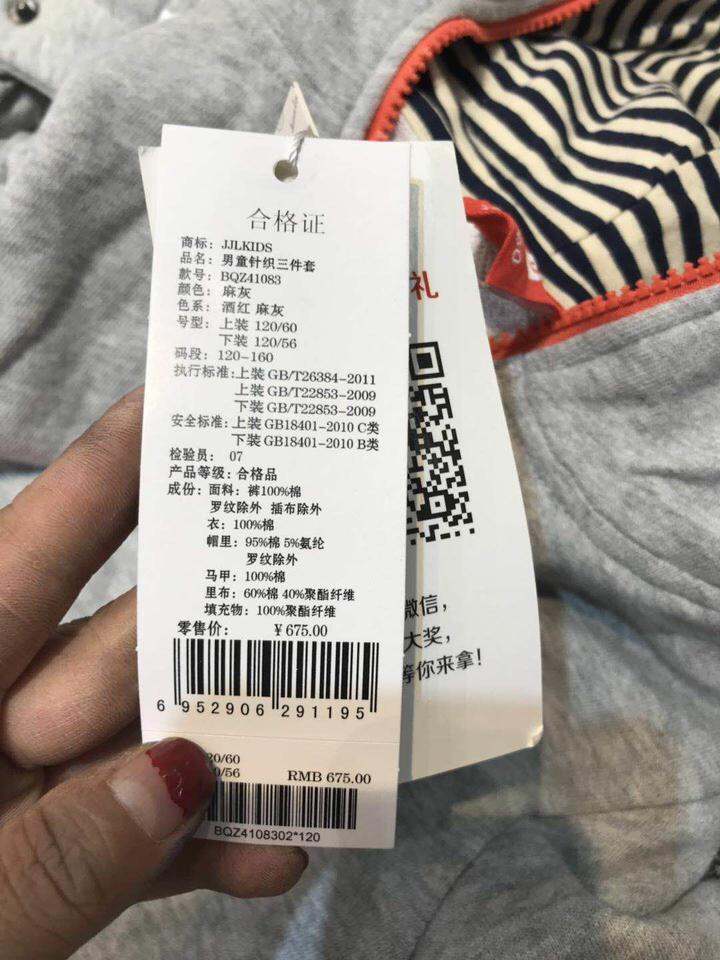 合格证
商标：JJLKIDS
品名：男童针织三件套
款号：BQZ41083
颜色：麻灰
色系：酒红 麻灰
号型：上装 120/60
下装 120/56
码段：120-160
执行标准：上装 GB/T26384-2011
上装 GB/T22853-2009
下装 GB/T22853-2009
安全标准：上装 GB18401-2010 C类
下装 GB18401-2010 B类
检验员： 07
产品等级：合格品
成份：面料：裤100%棉
罗纹除外 插布除外
衣：100%棉
帽里：95%棉 5%氨纶
罗纹除外
马甲：100%棉
里布：60%棉 40%聚酯纤维
填充物：100%聚酯纤维
零售价： ￥675.00
6 952906 291195
20/60
0/56 RMB 675.00
BQZ4108302*120
礼
微信，
大奖，
等你来拿！